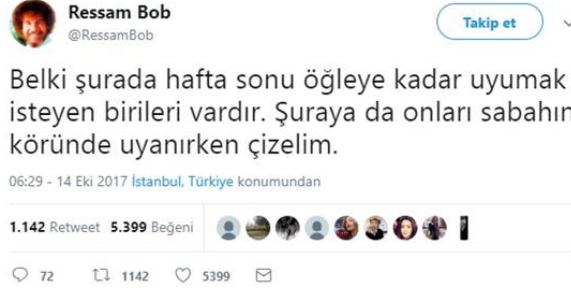 Ressam Bob
@RessamBob
Takip et
Belki şurada hafta sonu öğleye kadar uyumak
isteyen birileri vardır. Şuraya da onları sabahın
köründe uyanırken çizelim.
06:29 - 14 Eki 2017 İstanbul, Türkiye konumundan
1.142 Retweet 5.399 Beğeni
72 1142 5399